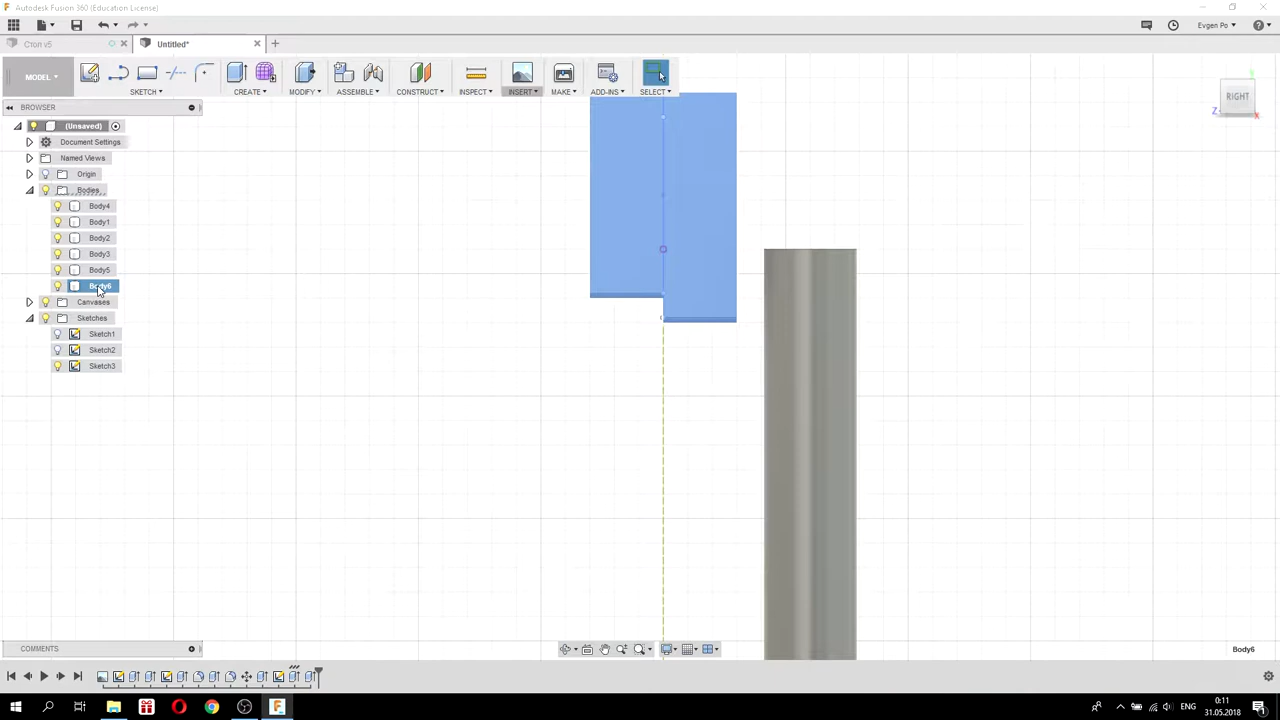 Autodesk Fusion 360 (Education License)
Cron v5
Untitled*
Evgen Po
MODEL
SKETCH
CREATE
MODIFY
ASSEMBLE
CONSTRUCT
INSPECT
INSERT
MAKE
ADD-INS
SELECT
RIGHT
Z
X
BROWSER
(Unsaved)
Document Settings
Named Views
Origin
Bodies
Body4
Body1
Body2
Body3
Body5
Body6
Canvases
Sketches
Sketch1
Sketch2
Sketch3
COMMENTS
Body6
ENG
0:11
31.05.2018